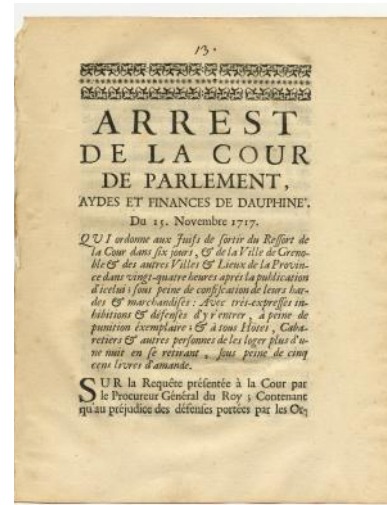 13.
ARREST
DE LA COUR
DE PARLEMENT,
AYDES ET FINANCES DE DAUPHINE'.
Du 15. Novembre 1717.
QUI ordonne aux Juifs de ſortir du Reſſort de
la Cour dans ſix jours, & de la Ville de Greno-
ble & des autres Villes & Lieux de la Provin-
ce dans vingt-quatre heures après la publication
d'icelui; ſous peine de confiſcation de leurs har-
des & marchandiſes: Avec très-expreſſes in-
hibitions & défenſes d'y rentrer, à peine de
punition éxemplaire; & à tous Hôtes, Caba-
retiers & autres perſonnes de les loger plus d'u-
ne nuit en ſe retirant, ſous peine de cinq
cens livres d'amande.
SUR la Requête préſentée à la Cour par
le Procureur Général du Roy; Contenant
qu'au préjudice des défenſes portées par les Or-